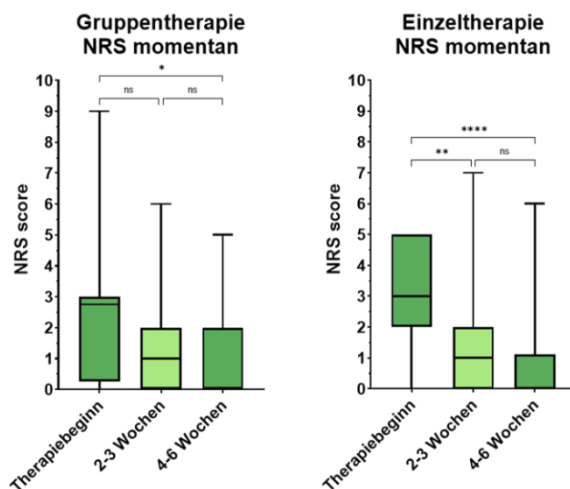 Gruppentherapie
NRS momentan
NRS score
10
9
8
7
6
5
4
3
2
1
0
*
ns
ns
Therapiebeginn
2-3 Wochen
4-6 Wochen
Einzeltherapie
NRS momentan
NRS score
10
9
8
7
6
5
4
3
2
1
0
****
**
ns
Therapiebeginn
2-3 Wochen
4-6 Wochen